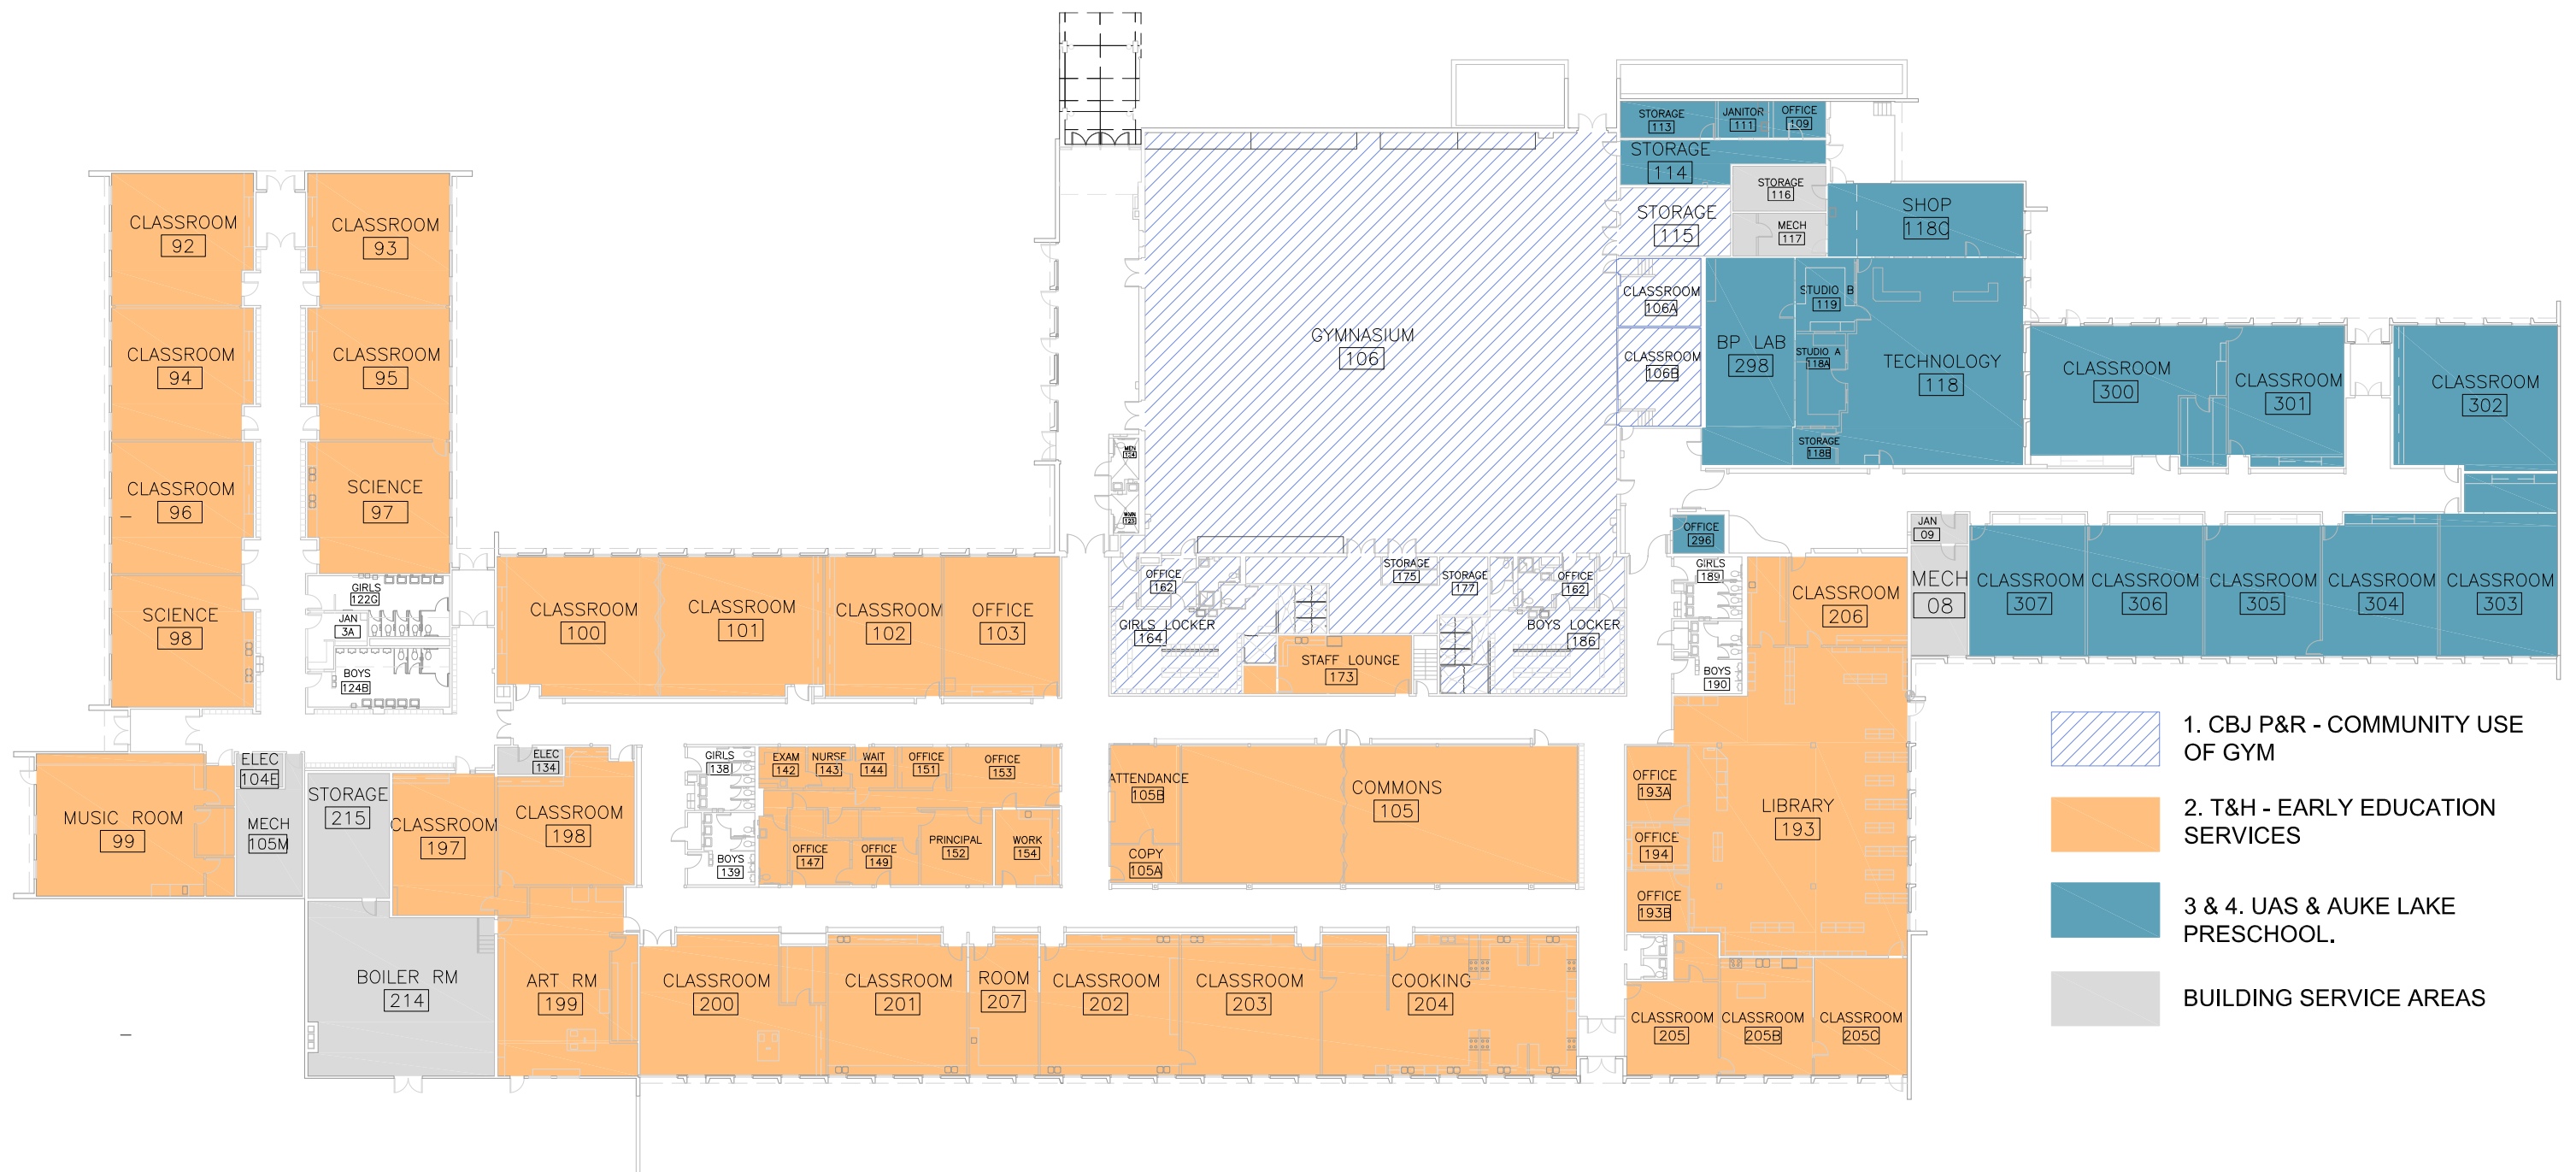 STORAGE
113
JANITOR
111
OFFICE
109
STORAGE
114
STORAGE
116
STORAGE
115
MECH
117
SHOP
118C
CLASSROOM
92
CLASSROOM
93
CLASSROOM
106A
STUDIO B
119
GYMNASIUM
106
CLASSROOM
94
CLASSROOM
95
CLASSROOM
106B
BP LAB
298
STUDIO A
118A
TECHNOLOGY
118
CLASSROOM
300
CLASSROOM
301
CLASSROOM
302
STORAGE
118B
MEN
124
WMN
123
CLASSROOM
96
SCIENCE
97
OFFICE
296
JAN
09
SCIENCE
98
GIRLS
122G
JAN
3A
BOYS
124B
CLASSROOM
100
CLASSROOM
101
CLASSROOM
102
OFFICE
103
OFFICE
162
GIRLS LOCKER
164
STORAGE
175
STORAGE
177
OFFICE
162
BOYS LOCKER
186
STAFF LOUNGE
173
GIRLS
189
BOYS
190
CLASSROOM
206
MECH
08
CLASSROOM
307
CLASSROOM
306
CLASSROOM
305
CLASSROOM
304
CLASSROOM
303
MUSIC ROOM
99
ELEC
104E
MECH
105M
STORAGE
215
CLASSROOM
197
ELEC
134
CLASSROOM
198
GIRLS
138
BOYS
139
EXAM
142
NURSE
143
WAIT
144
OFFICE
151
OFFICE
153
OFFICE
147
OFFICE
149
PRINCIPAL
152
WORK
154
ATTENDANCE
105B
COPY
105A
COMMONS
105
OFFICE
193A
OFFICE
194
OFFICE
193B
LIBRARY
193
BOILER RM
214
ART RM
199
CLASSROOM
200
CLASSROOM
201
ROOM
207
CLASSROOM
202
CLASSROOM
203
COOKING
204
CLASSROOM
205
CLASSROOM
205B
CLASSROOM
205C
1. CBJ P&R - COMMUNITY USE
OF GYM
2. T&H - EARLY EDUCATION
SERVICES
3 & 4. UAS & AUKE LAKE
PRESCHOOL.
BUILDING SERVICE AREAS